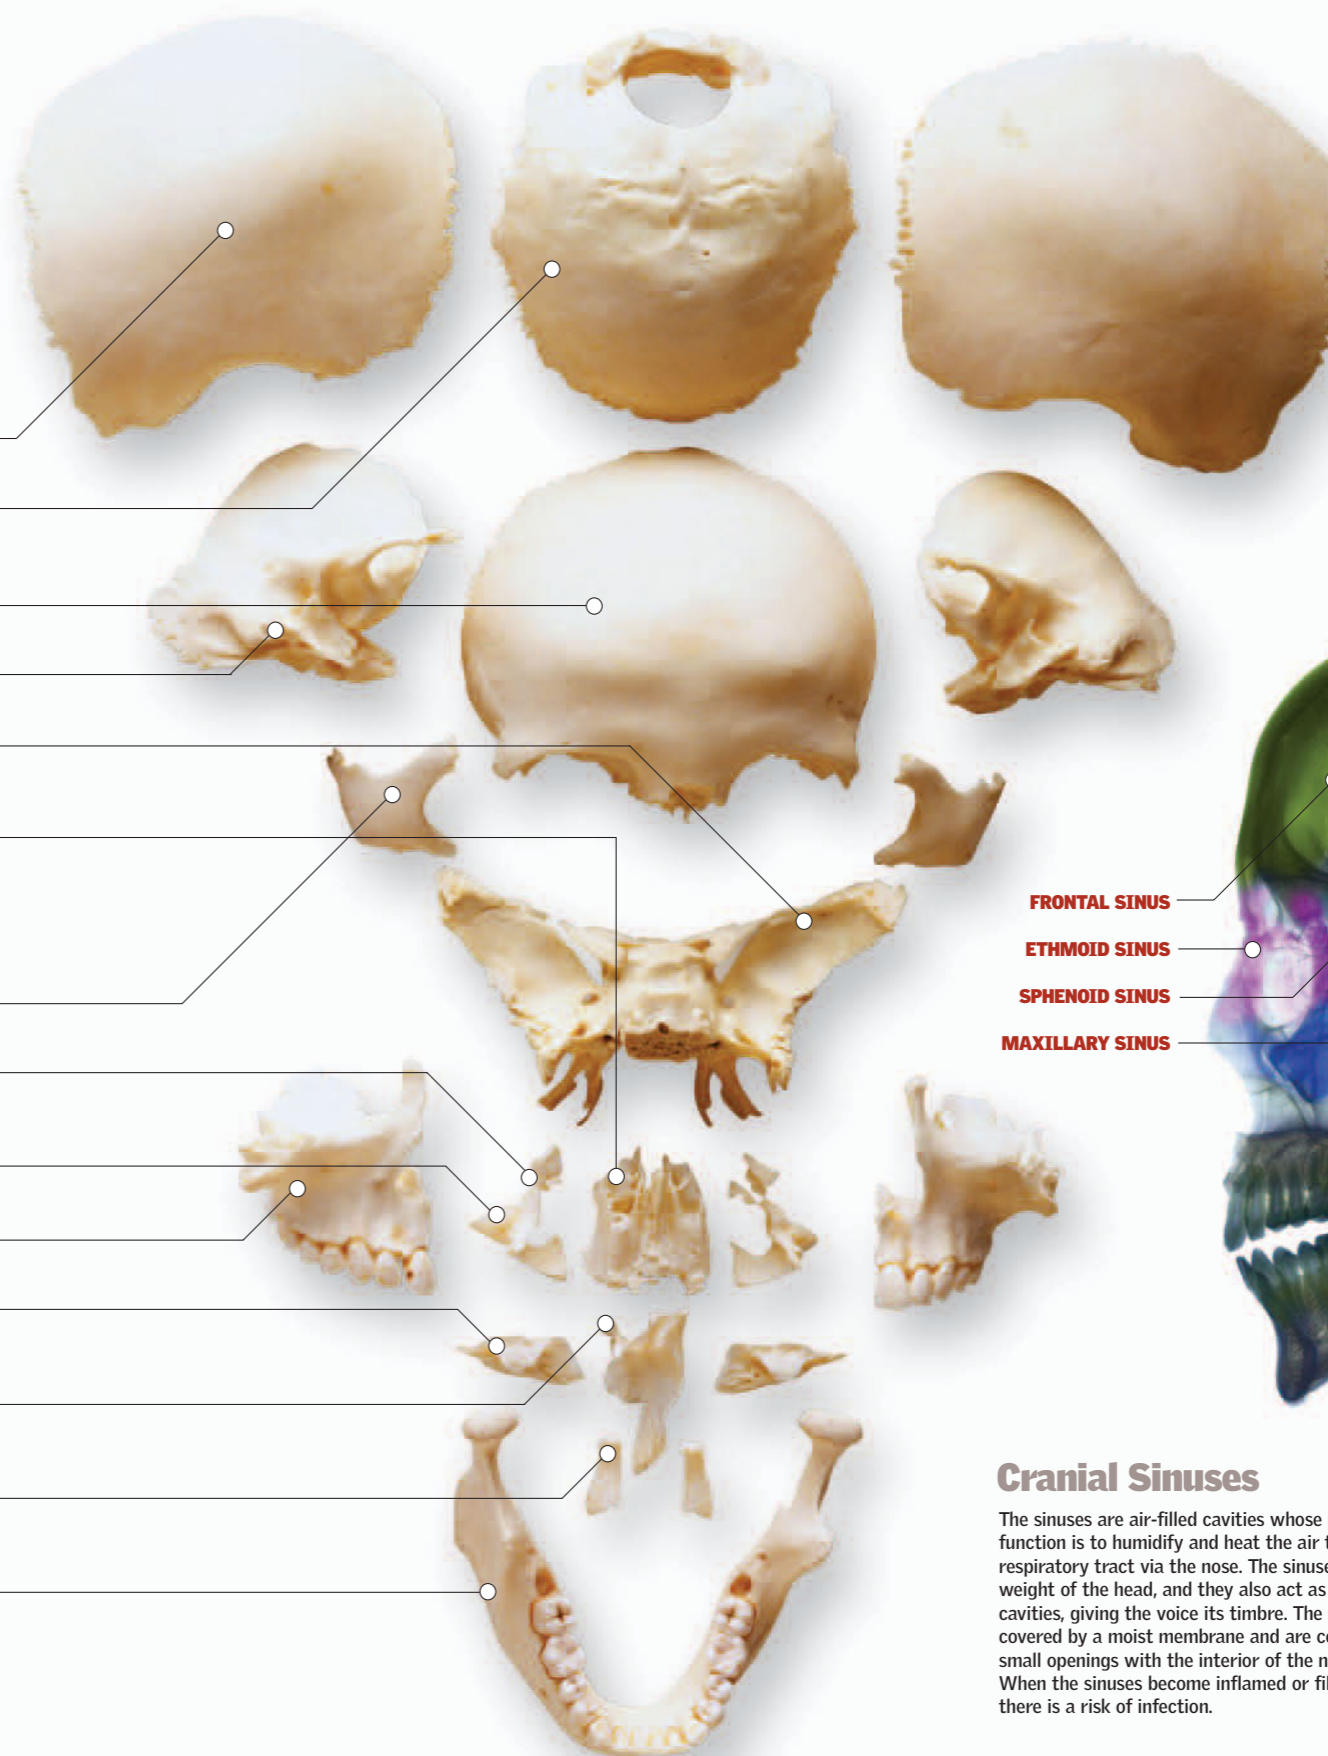 FRONTAL SINUS
ETHMOID SINUS
SPHENOID SINUS
MAXILLARY SINUS
Cranial Sinuses
The sinuses are air-filled cavities whose
function is to humidify and heat the air
respiratory tract via the nose. The
weight of the head, and they also act as
cavities, giving the voice its timbre. The
covered by a moist membrane and are
small openings with the interior of the
When the sinuses become inflamed or
there is a risk of infection.